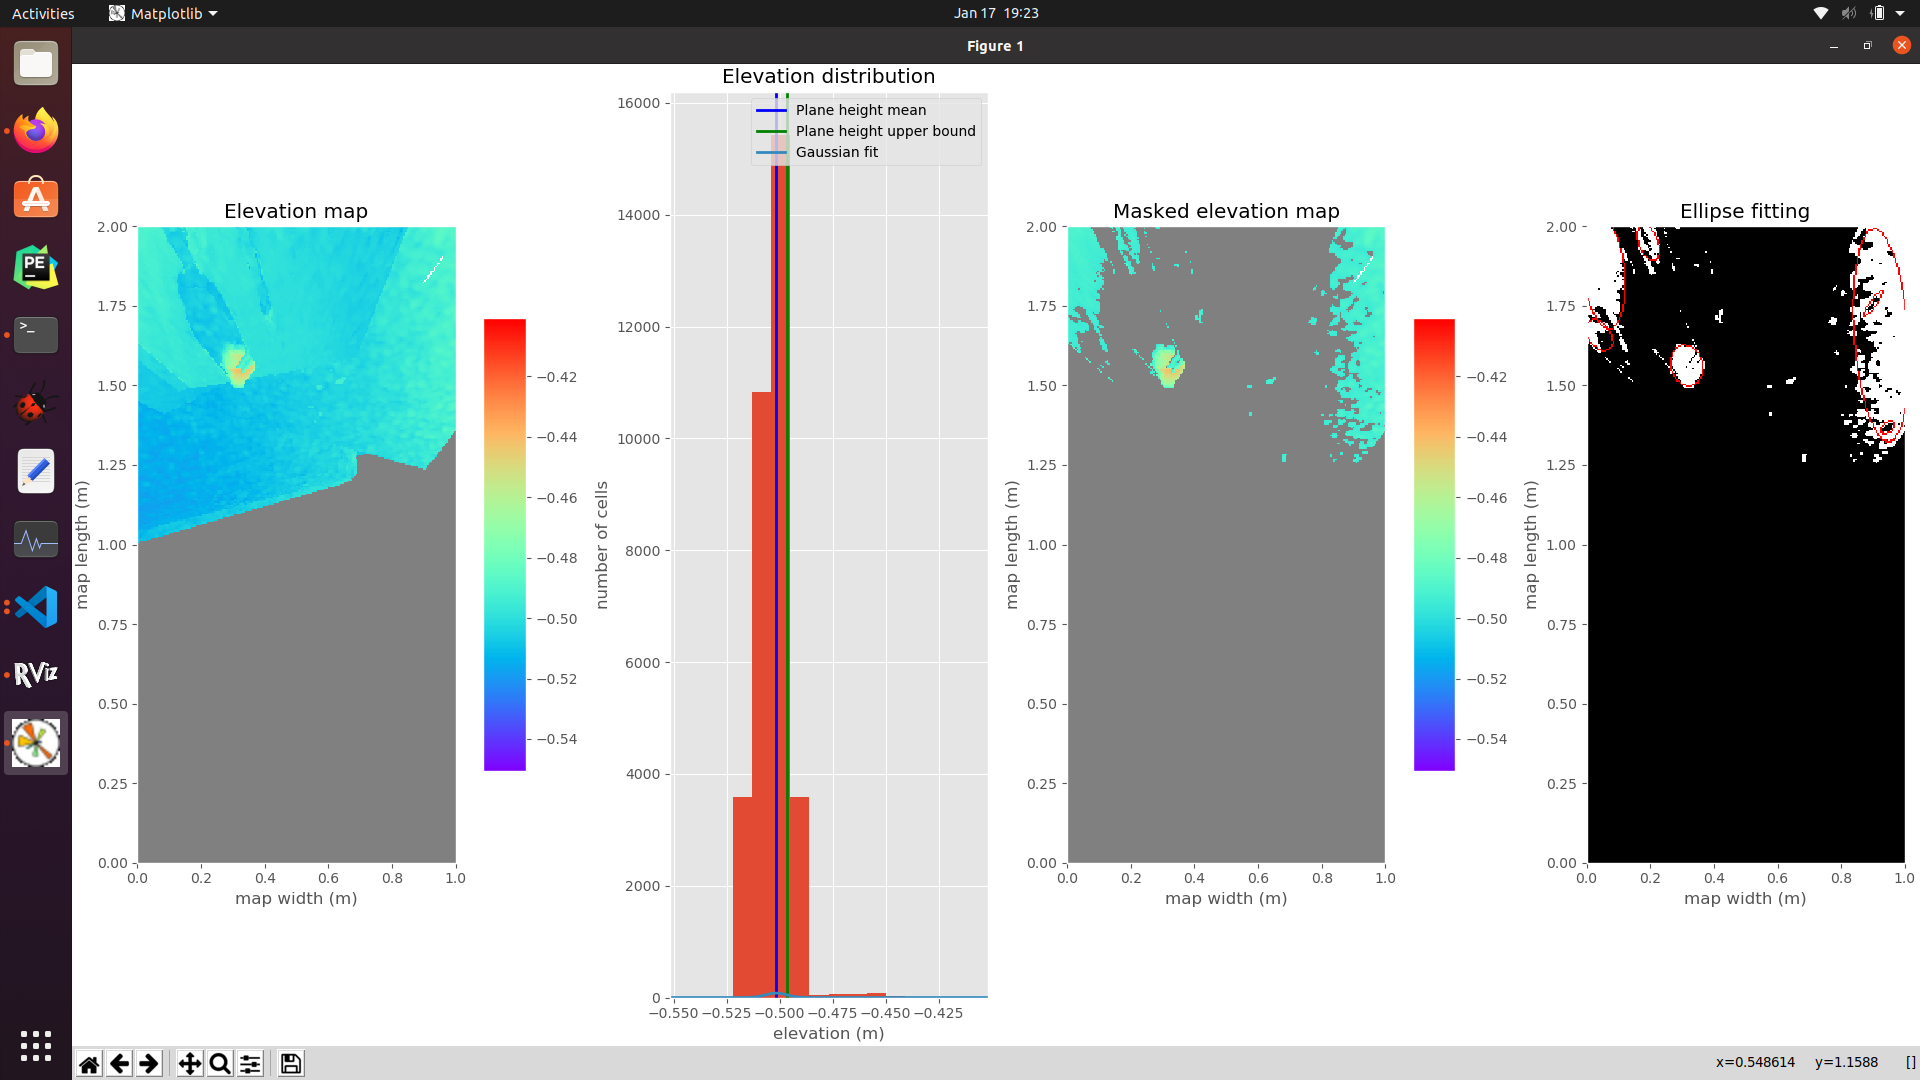 Activities
Matplotlib
Jan 17 19:23
Figure 1
Elevation map
2.00
1.75
1.50
1.25
1.00
0.75
0.50
0.25
0.00
map length (m)
0.0 0.2 0.4 0.6 0.8 1.0
map width (m)
−0.42
−0.44
−0.46
−0.48
−0.50
−0.52
−0.54
Elevation distribution
Plane height mean
Plane height upper bound
Gaussian fit
16000
14000
12000
10000
8000
6000
4000
2000
0
number of cells
−0.550 −0.525 −0.500 −0.475 −0.450 −0.425
elevation (m)
Masked elevation map
2.00
1.75
1.50
1.25
1.00
0.75
0.50
0.25
0.00
map length (m)
0.0 0.2 0.4 0.6 0.8 1.0
map width (m)
−0.42
−0.44
−0.46
−0.48
−0.50
−0.52
−0.54
Ellipse fitting
2.00
1.75
1.50
1.25
1.00
0.75
0.50
0.25
0.00
map length (m)
0.0 0.2 0.4 0.6 0.8 1.0
map width (m)
PE
>_
RViz
x=0.548614 y=1.1588 []